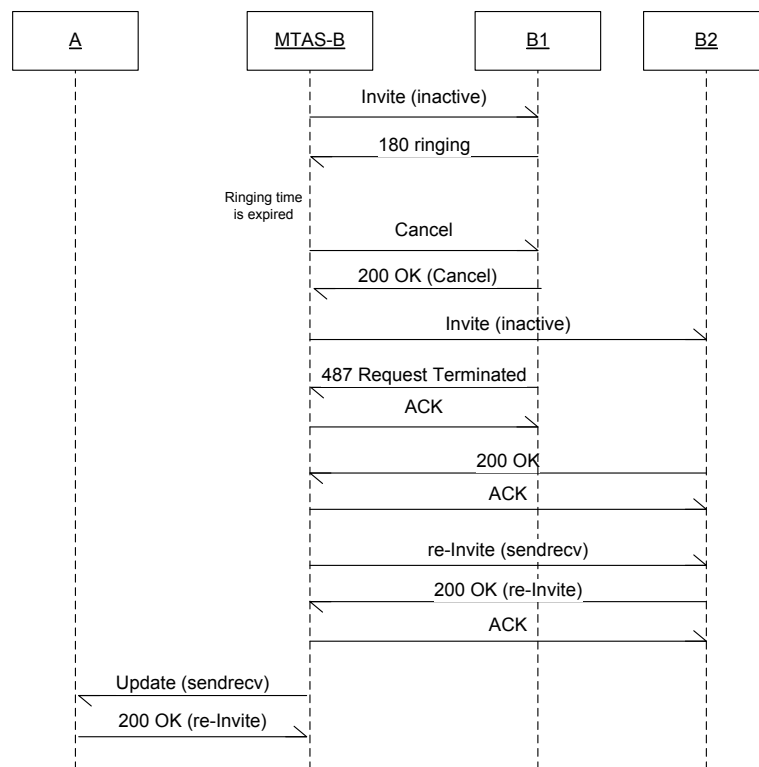 A
MTAS-B
B1
B2
Invite (inactive)
180 ringing
Ringing time
is expired
Cancel
200 OK (Cancel)
Invite (inactive)
487 Request Terminated
ACK
200 OK
ACK
re-Invite (sendrecv)
200 OK (re-Invite)
ACK
Update (sendrecv)
200 OK (re-Invite)